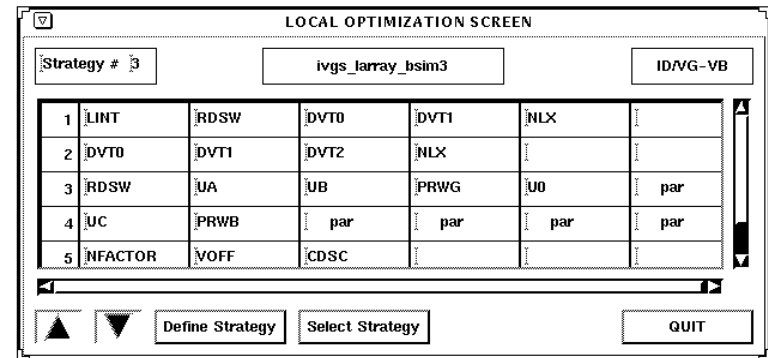 LOCAL OPTIMIZATION SCREEN
Strategy # 3 ivgs_larray_bsim3 ID/VG-VB
1 LINT RDSW DVT0 DVT1 NLX
2 DVT0 DVT1 DVT2 NLX
3 RDSW UA UB PRWG U0 par
4 UC PRWB par par par par
5 NFACTOR VOFF CDSC
Define Strategy Select Strategy QUIT